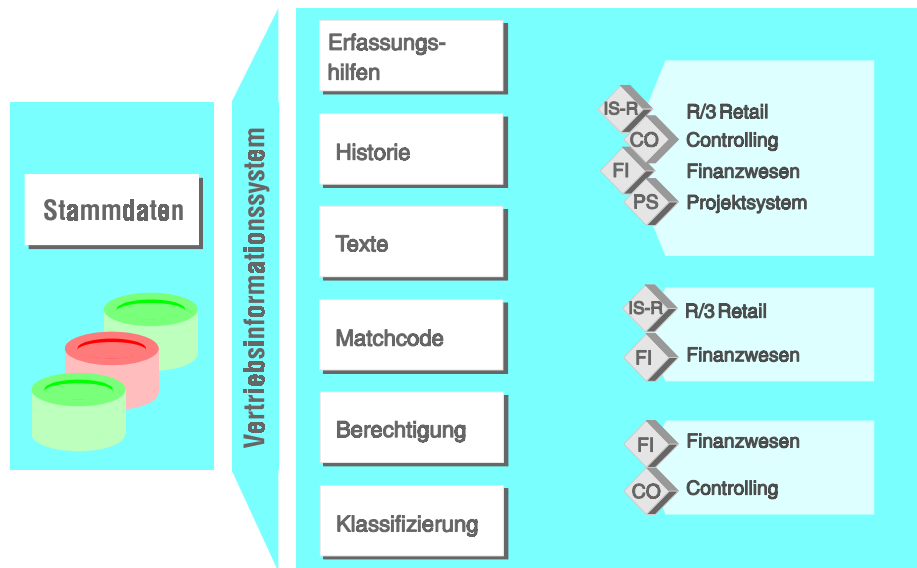 Stammdaten
Vertriebsinformationssystem
Erfassungs-
hilfen
Historie
Texte
Matchcode
Berechtigung
Klassifizierung
IS-R R/3 Retail
CO Controlling
FI Finanzwesen
PS Projektsystem
IS-R R/3 Retail
FI Finanzwesen
FI Finanzwesen
CO Controlling